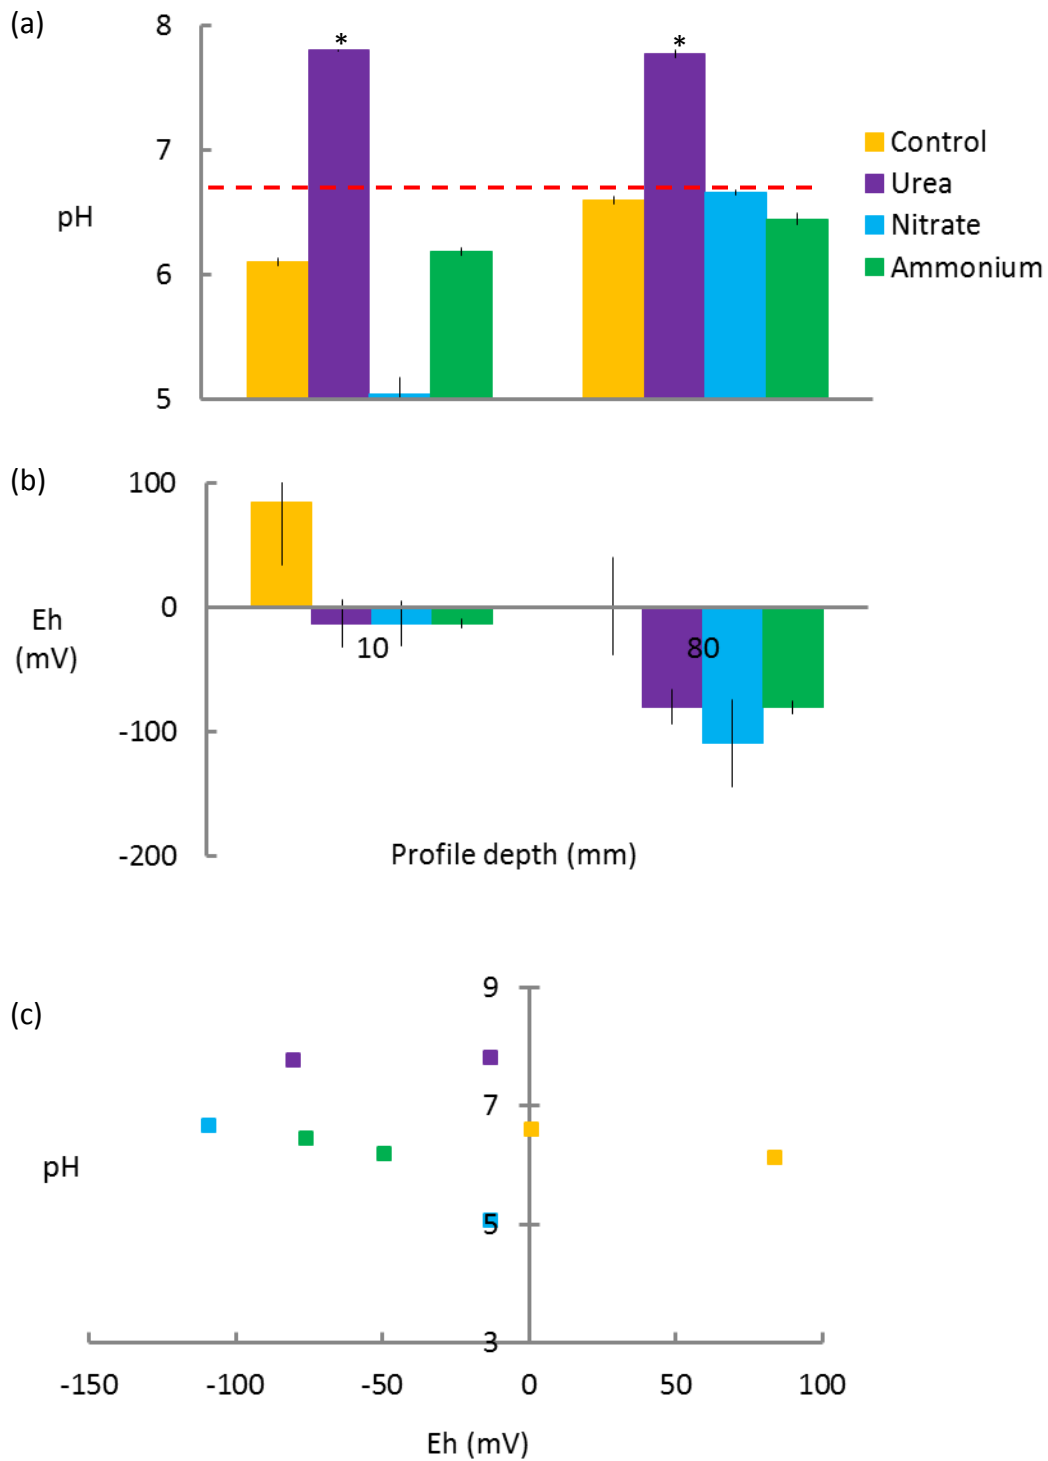 (a)
8
*
*
7
Control
Urea
pH
Nitrate
6
Ammonium
5
(b)
100
0
Eh
(mV)
10
80
-100
-200
Profile depth (mm)
(c)
9
7
pH
5
3
-150 -100 -50 0 50 100
Eh (mV)